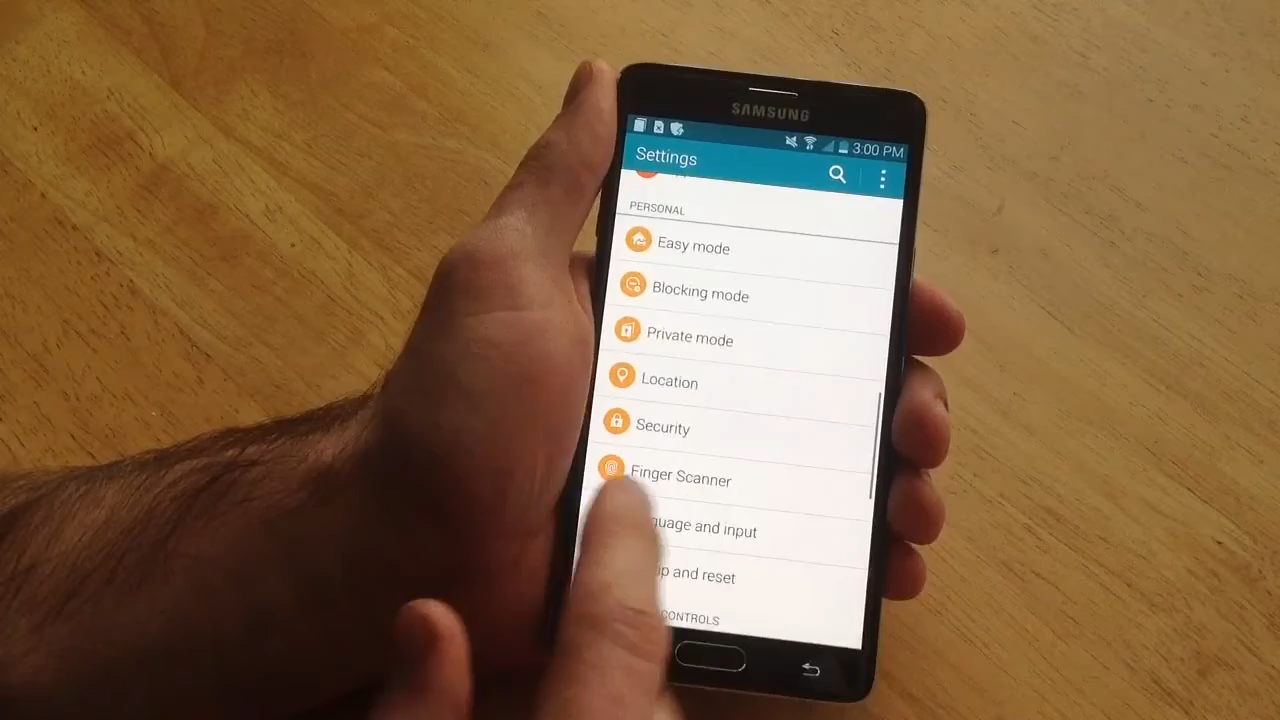 SAMSUNG
3:00 PM
Settings
PERSONAL
Easy mode
Blocking mode
Private mode
Location
Security
Finger Scanner
guage and input
p and reset
CONTROLS